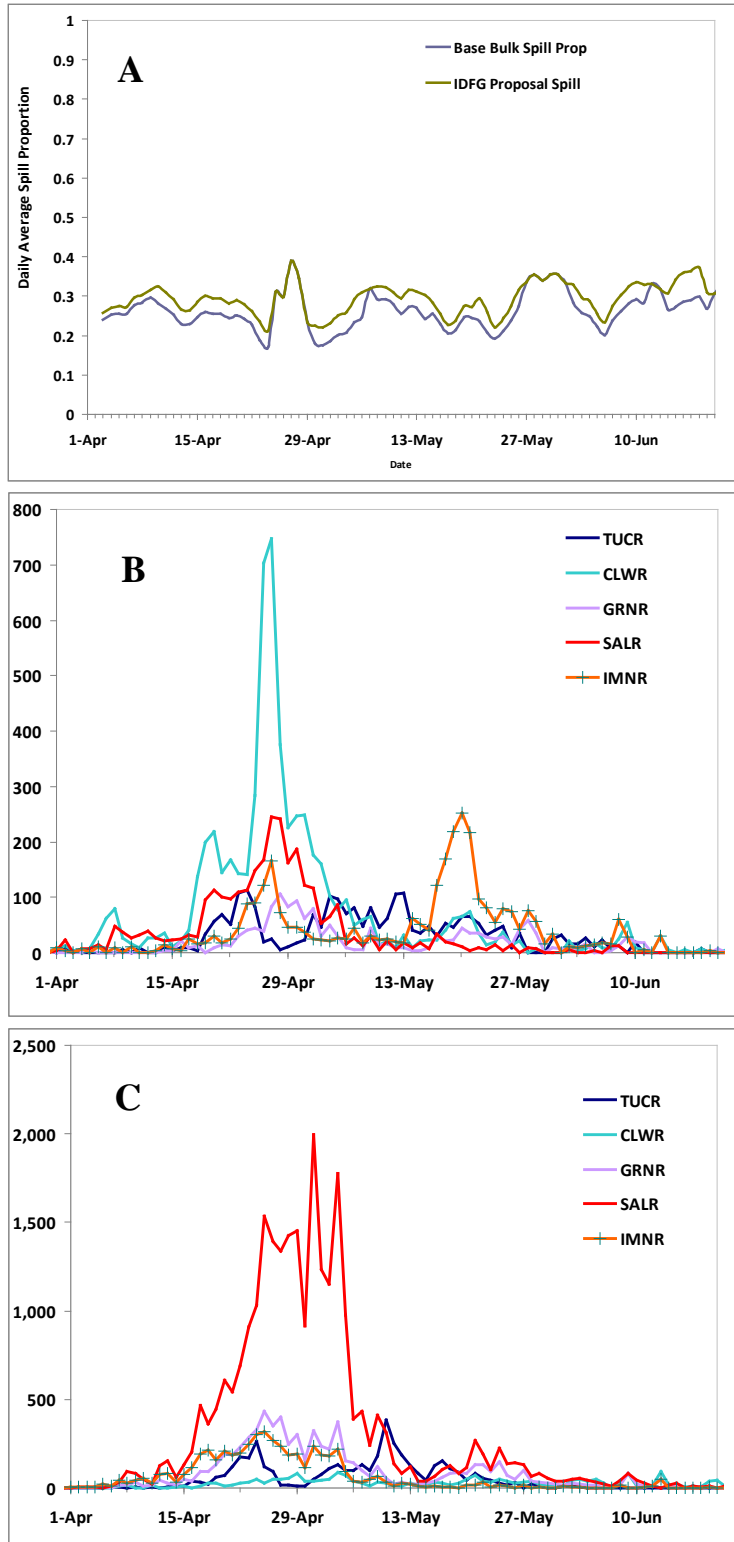 A
Base Bulk Spill Prop
IDFG Proposal Spill
Daily Average Spill Proportion
1
0.9
0.8
0.7
0.6
0.5
0.4
0.3
0.2
0.1
0
1-Apr 15-Apr 29-Apr 13-May 27-May 10-Jun
Date
B
TUCR
CLWR
GRNR
SALR
IMNR
800
700
600
500
400
300
200
100
0
1-Apr 15-Apr 29-Apr 13-May 27-May 10-Jun
C
TUCR
CLWR
GRNR
SALR
IMNR
2,500
2,000
1,500
1,000
500
0
1-Apr 15-Apr 29-Apr 13-May 27-May 10-Jun